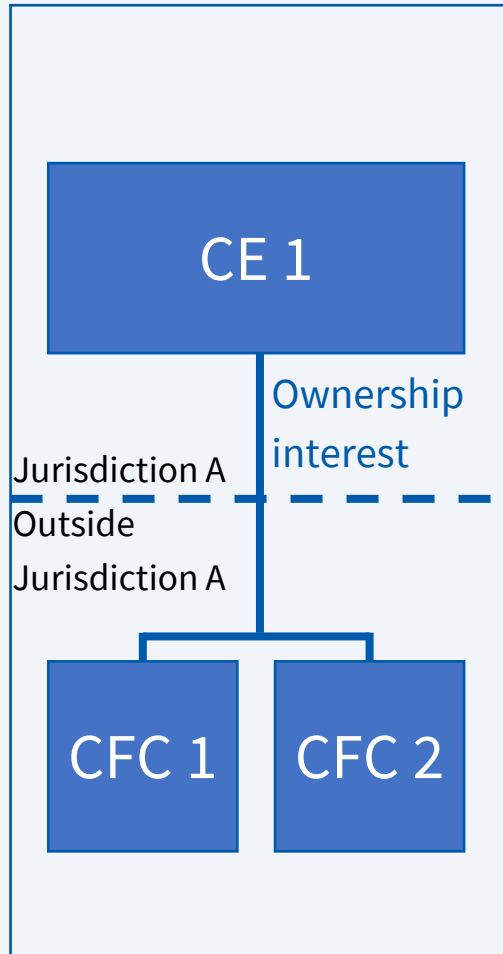 CE 1
Ownership
interest
Jurisdiction A
Outside
Jurisdiction A
CFC 1
CFC 2